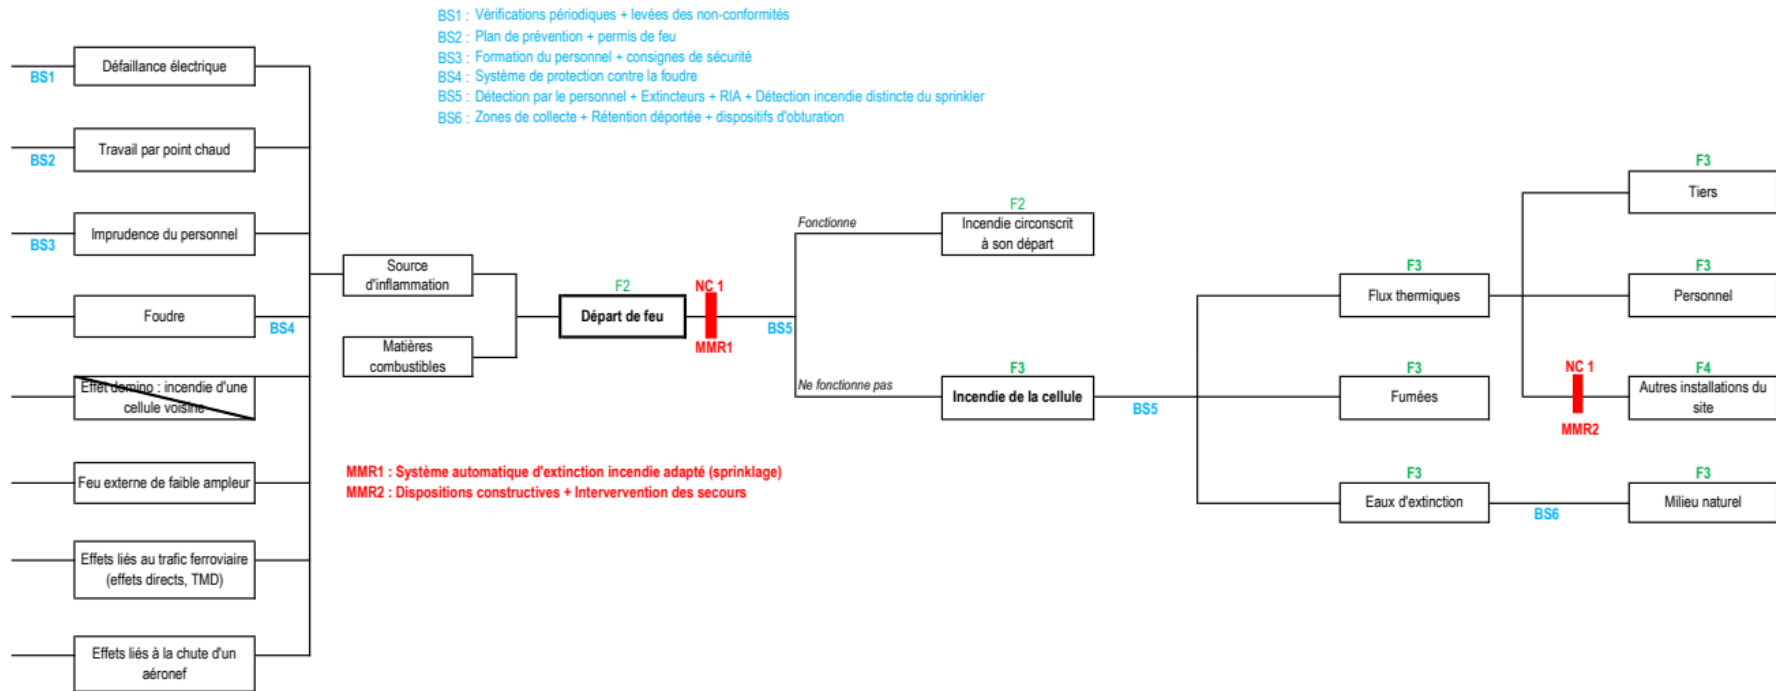 BS1 : Vérifications périodiques + levées des non-conformités
BS2 : Plan de prévention + permis de feu
BS3 : Formation du personnel + consignes de sécurité
BS4 : Système de protection contre la foudre
BS5 : Détection par le personnel + Extincteurs + RIA + Détection incendie distincte du sprinkler
BS6 : Zones de collecte + Rétention déportée + dispositifs d'obturation
BS1
Défaillance électrique
BS2
Travail par point chaud
BS3
Imprudence du personnel
Foudre
BS4
Effet domino : incendie d'une
cellule voisine
Feu externe de faible ampleur
Effets liés au trafic ferroviaire
(effets directs, TMD)
Effets liés à la chute d'un
aéronef
Source
d'inflammation
Matières
combustibles
F2
Départ de feu
NC 1
MMR1
BS5
Fonctionne
F2
Incendie circonscrit
à son départ
Ne fonctionne pas
F3
Incendie de la cellule
BS5
F3
Flux thermiques
F3
Fumées
F3
Eaux d'extinction
BS6
F3
Tiers
F3
Personnel
NC 1
MMR2
F4
Autres installations du
site
F3
Milieu naturel
MMR1 : Système automatique d'extinction incendie adapté (sprinklage)
MMR2 : Dispositions constructives + Intervervention des secours